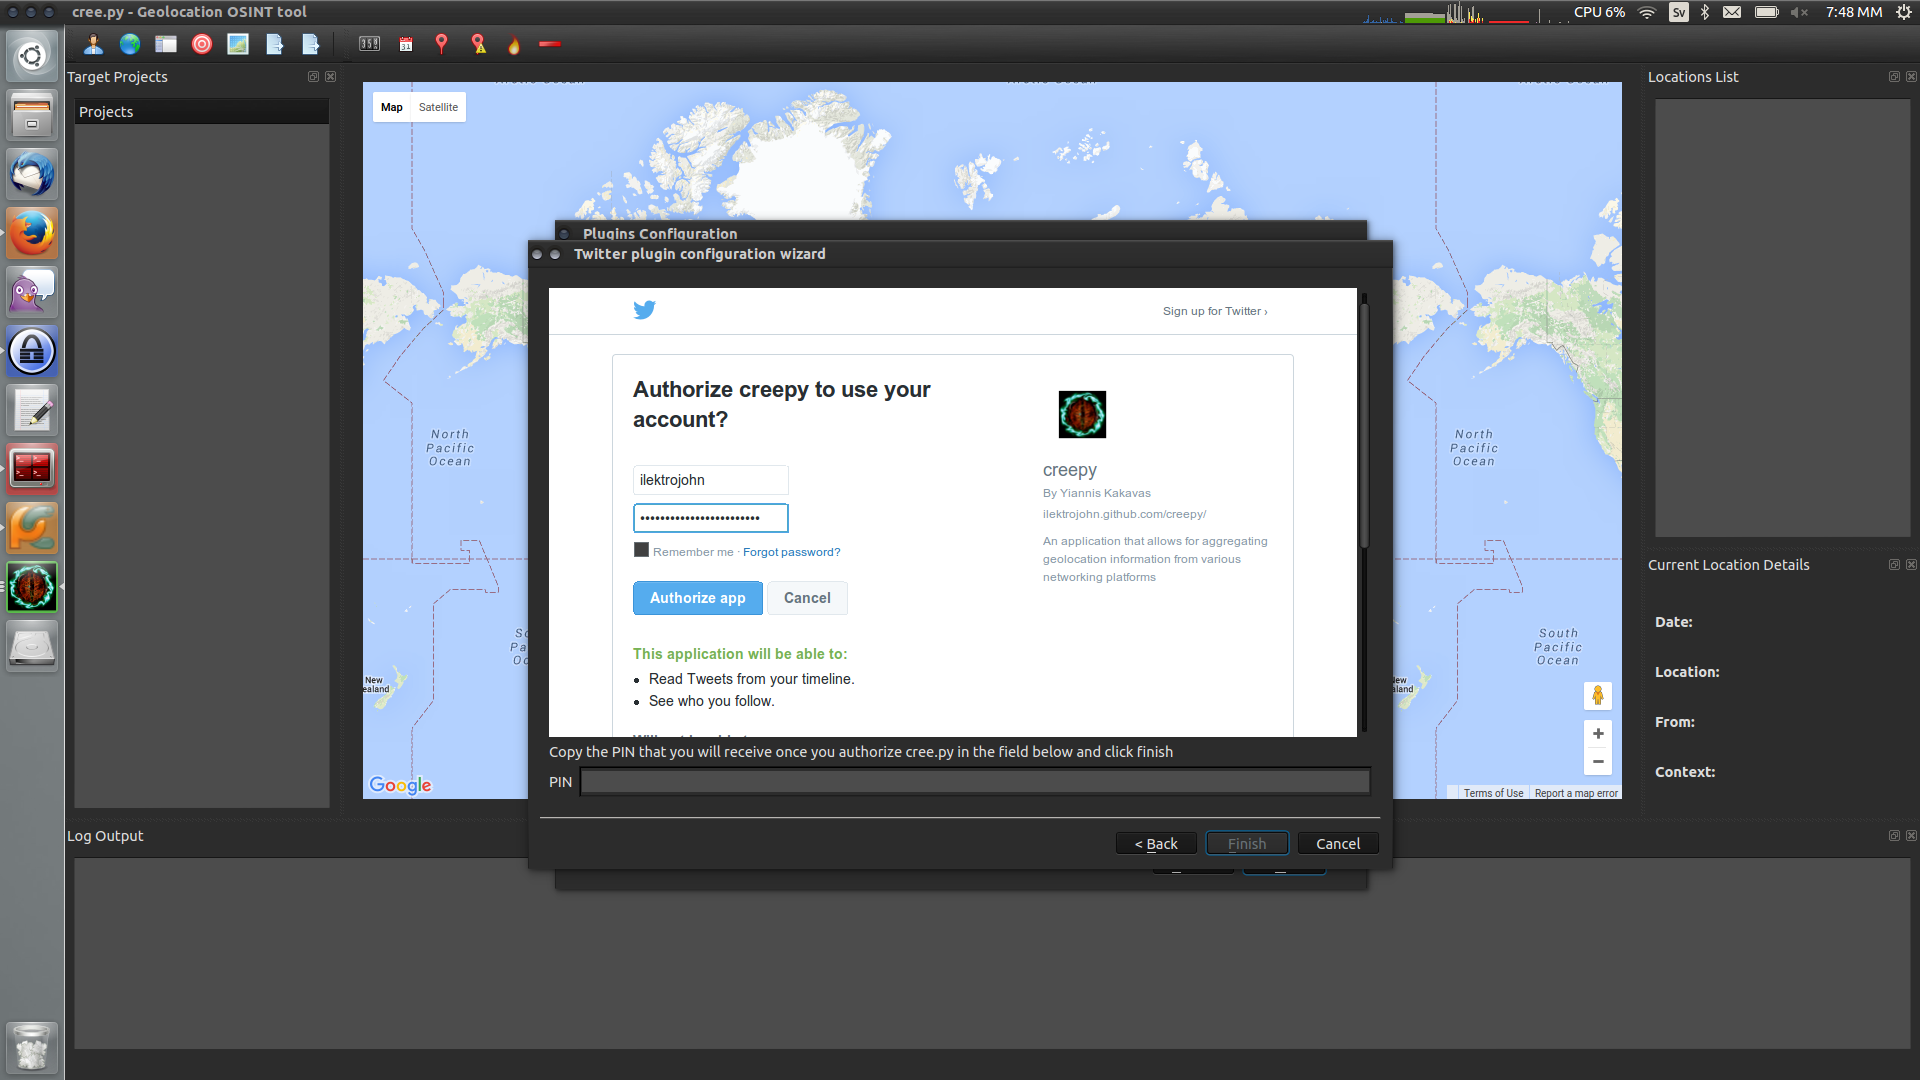 cree.py - Geolocation OSINT tool
CPU 6%
Sv
7:48 MM
31
Target Projects
Projects
Map
Satellite
Locations List
Plugins Configuration
Twitter plugin configuration wizard
Sign up for Twitter ›
Authorize creepy to use your
account?
ilektrojohn
Remember me · Forgot password?
Authorize app
Cancel
This application will be able to:
Read Tweets from your timeline.
See who you follow.
creepy
By Yiannis Kakavas
ilektrojohn.github.com/creepy/
An application that allows for aggregating
geolocation information from various
networking platforms
Copy the PIN that you will receive once you authorize cree.py in the field below and click finish
PIN
< Back
Finish
Cancel
North
Pacific
Ocean
North
Pacific
Ocean
South
Pacific
Ocean
New
Google
Terms of Use
Report a map error
Current Location Details
Date:
Location:
From:
Context:
Log Output